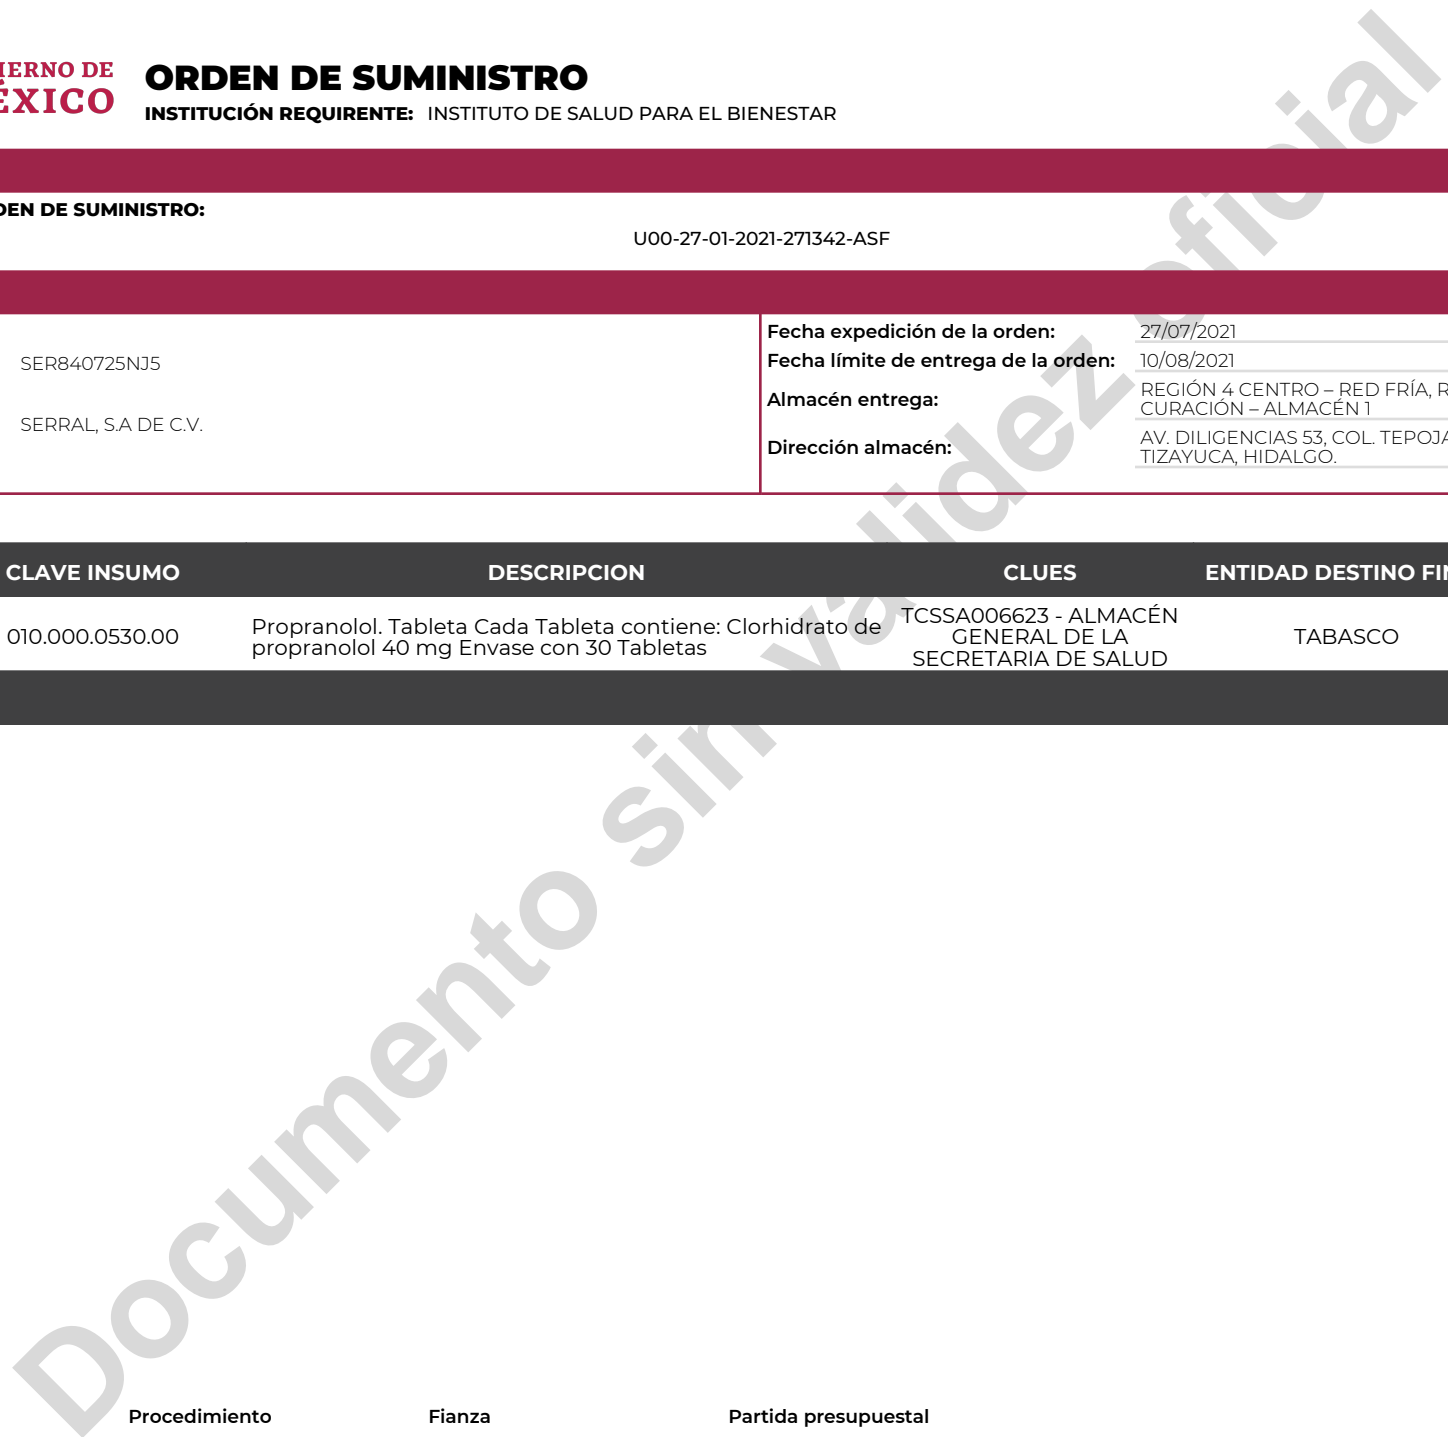 ORDEN DE SUMINISTRO
INSTITUCIÓN REQUIRENTE: INSTITUTO DE SALUD PARA EL BIENESTAR
IERNO DE
ÉXICO
DEN DE SUMINISTRO:
U00-27-01-2021-271342-ASF
SER840725NJ5
SERRAL, S.A DE C.V.
Fecha expedición de la orden: 27/07/2021
Fecha límite de entrega de la orden: 10/08/2021
Almacén entrega: REGIÓN 4 CENTRO – RED FRÍA, R
CURACIÓN – ALMACÉN 1
Dirección almacén: AV. DILIGENCIAS 53, COL. TEPOJA
TIZAYUCA, HIDALGO.
CLAVE INSUMO DESCRIPCION CLUES ENTIDAD DESTINO FIN
010.000.0530.00
Propranolol. Tableta Cada Tableta contiene: Clorhidrato de
propranolol 40 mg Envase con 30 Tabletas
TCSSA006623 - ALMACÉN
GENERAL DE LA
SECRETARIA DE SALUD
TABASCO
Documento sin validez oficial
Procedimiento Fianza Partida presupuestal